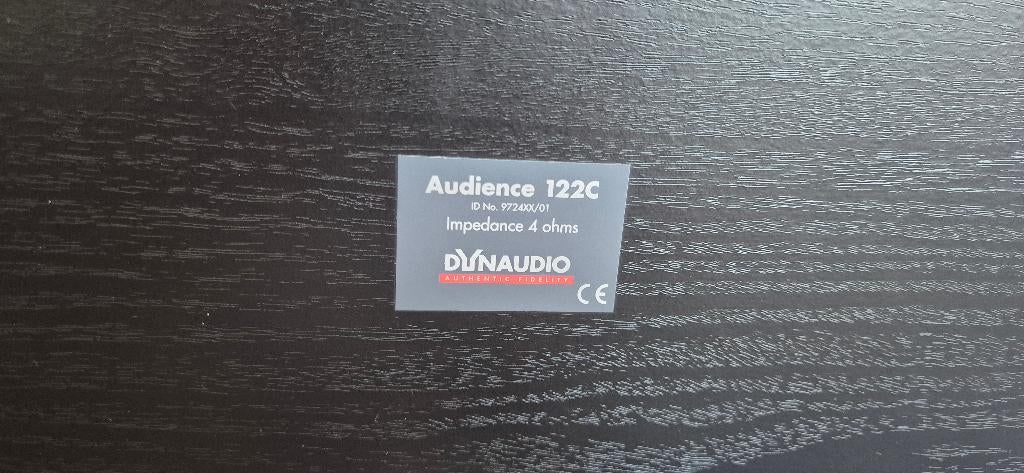 Audience 122C
ID No. 9724XX/01
Impedance 4 ohms
DYNAUDIO
AUTHENTIC FIDELITY
CE